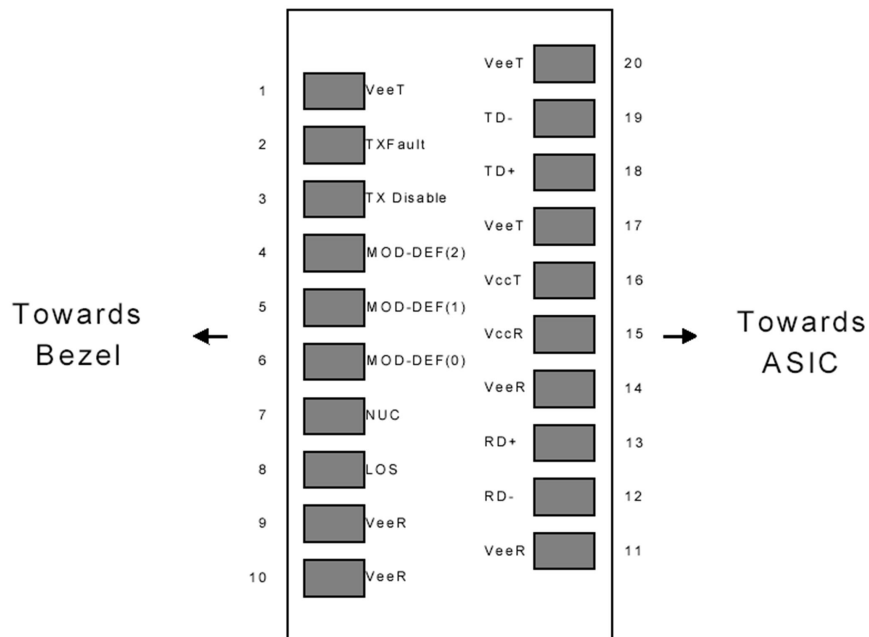 VeeT 20
1 VeeT
TD- 19
2 TXFault
TD+ 18
3 TX Disable
VeeT 17
4 MOD-DEF(2)
VccT 16
5 MOD-DEF(1)
VccR 15
6 MOD-DEF(0)
VeeR 14
7 NUC
RD+ 13
8 LOS
RD- 12
9 VeeR
VeeR 11
10 VeeR
Towards
Bezel
Towards
ASIC